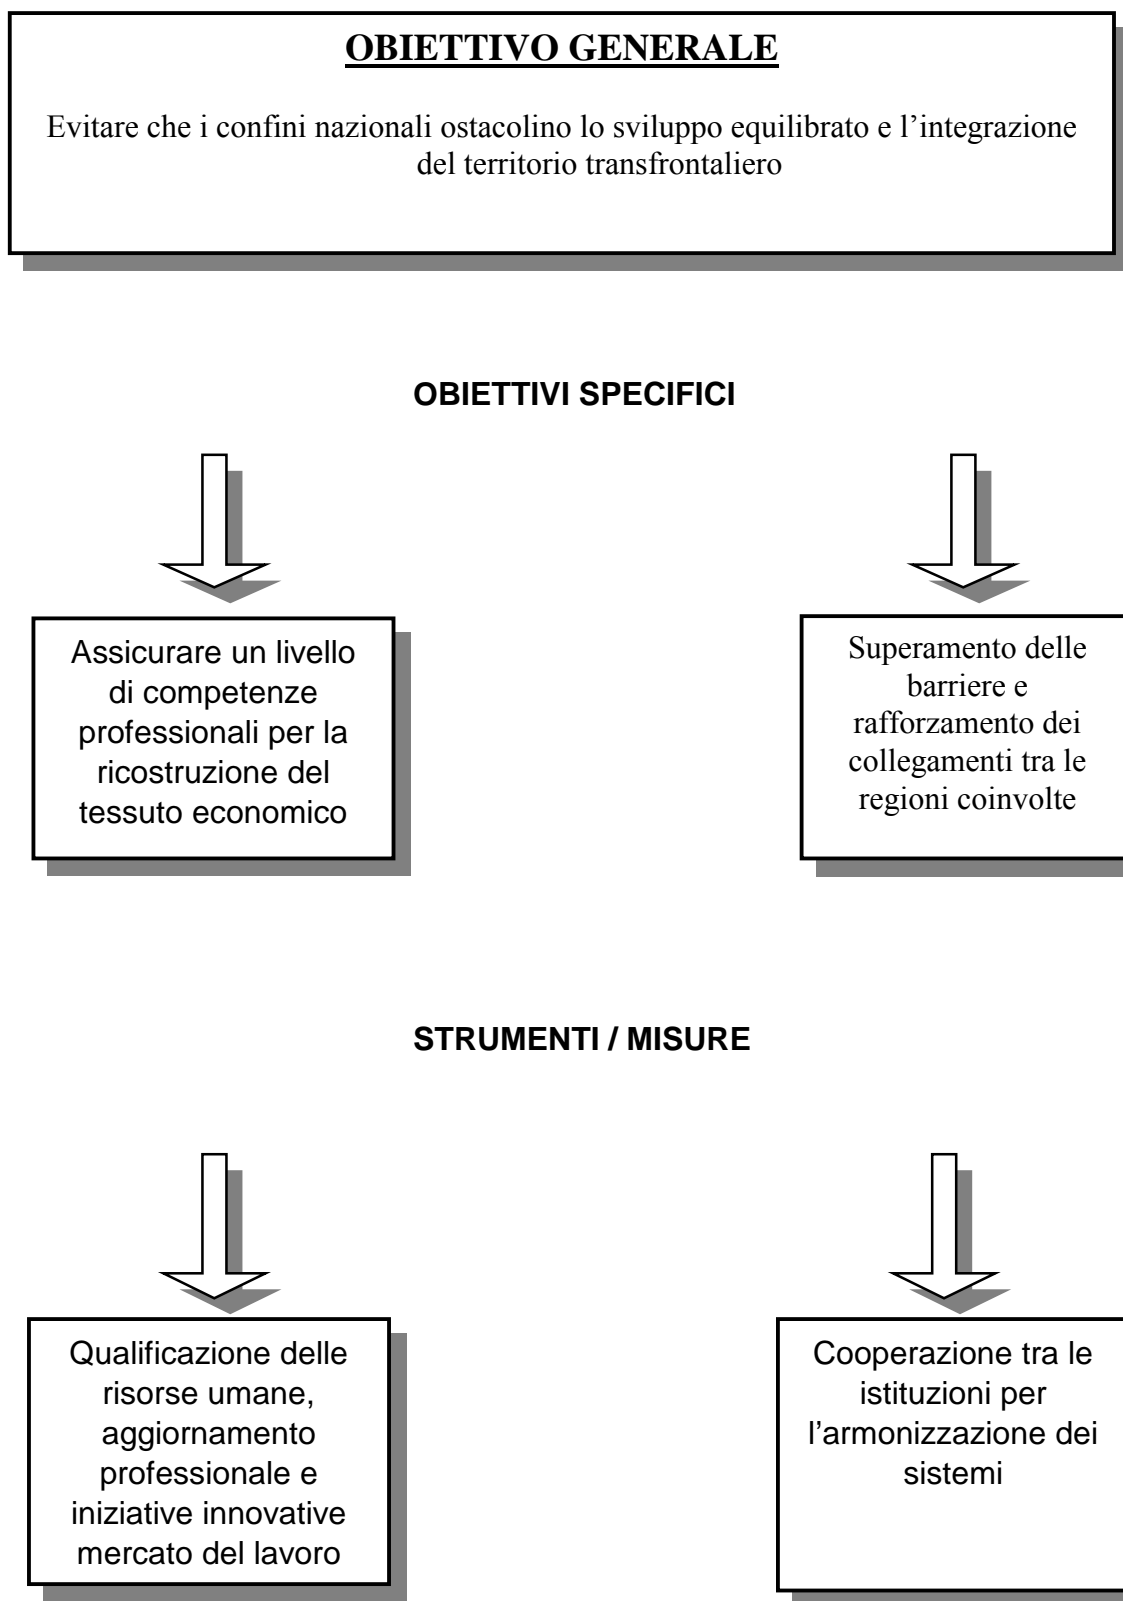 OBIETTIVO GENERALE
Evitare che i confini nazionali ostacolino lo sviluppo equilibrato e l’integrazione
del territorio transfrontaliero
OBIETTIVI SPECIFICI
Assicurare un livello
di competenze
professionali per la
ricostruzione del
tessuto economico
Superamento delle
barriere e
rafforzamento dei
collegamenti tra le
regioni coinvolte
STRUMENTI / MISURE
Qualificazione delle
risorse umane,
aggiornamento
professionale e
iniziative innovative
mercato del lavoro
Cooperazione tra le
istituzioni per
l’armonizzazione dei
sistemi